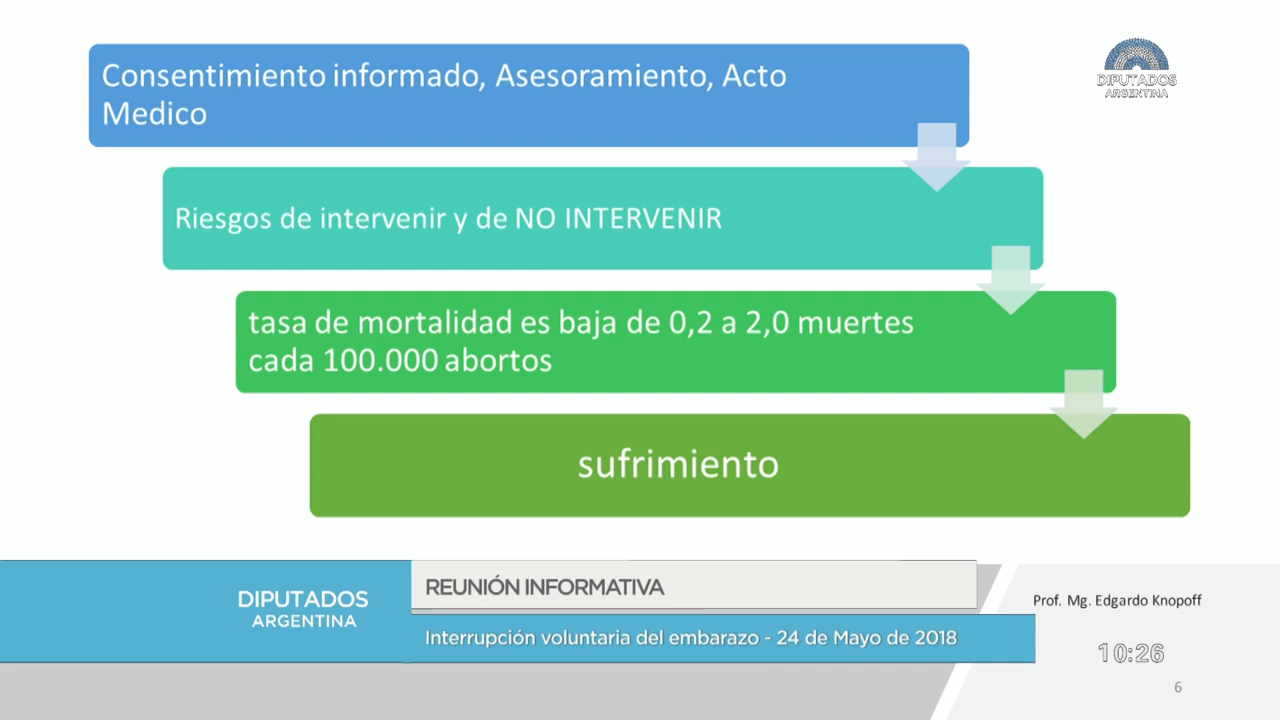 Consentimiento informado, Asesoramiento, Acto
Medico
DIPUTADOS
ARGENTINA
Riesgos de intervenir y de NO INTERVENIR
tasa de mortalidad es baja de 0,2 a 2,0 muertes
cada 100.000 abortos
sufrimiento
DIPUTADOS
ARGENTINA
REUNIÓN INFORMATIVA
Interrupción voluntaria del embarazo - 24 de Mayo de 2018
Prof. Mg. Edgardo Knopoff
10:26
6